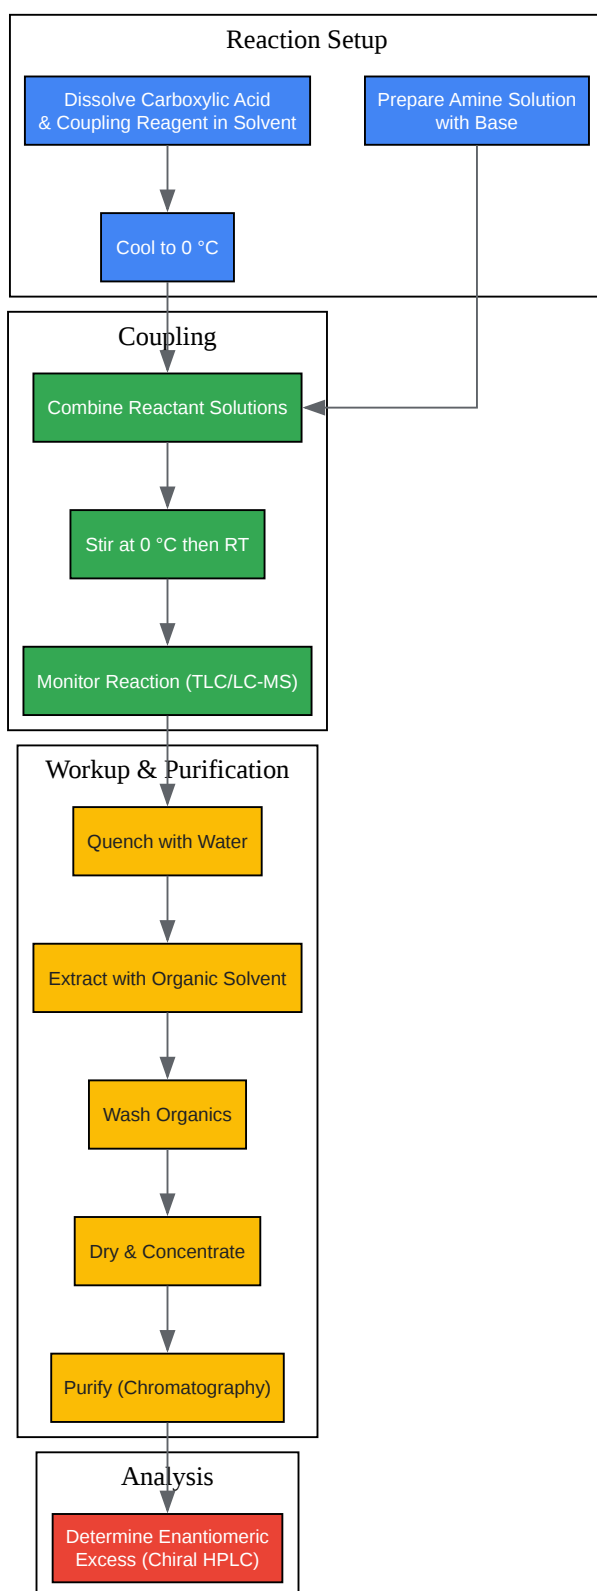 Reaction Setup
Dissolve Carboxylic Acid
& Coupling Reagent in Solvent
Prepare Amine Solution
with Base
Cool to 0 °C
Coupling
Combine Reactant Solutions
Stir at 0 °C then RT
Monitor Reaction (TLC/LC-MS)
Workup & Purification
Quench with Water
Extract with Organic Solvent
Wash Organics
Dry & Concentrate
Purify (Chromatography)
Analysis
Determine Enantiomeric
Excess (Chiral HPLC)